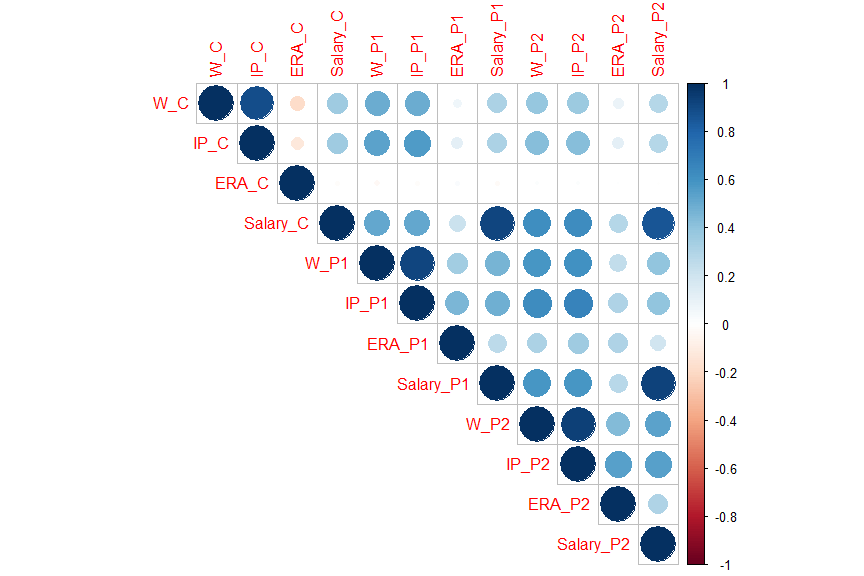 W_C
IP_C
ERA_C
Salary_C
W_P1
IP_P1
ERA_P1
Salary_P1
W_P2
IP_P2
ERA_P2
Salary_P2
W_C
IP_C
ERA_C
Salary_C
W_P1
IP_P1
ERA_P1
Salary_P1
W_P2
IP_P2
ERA_P2
Salary_P2
1
0.8
0.6
0.4
0.2
0
-0.2
-0.4
-0.6
-0.8
-1